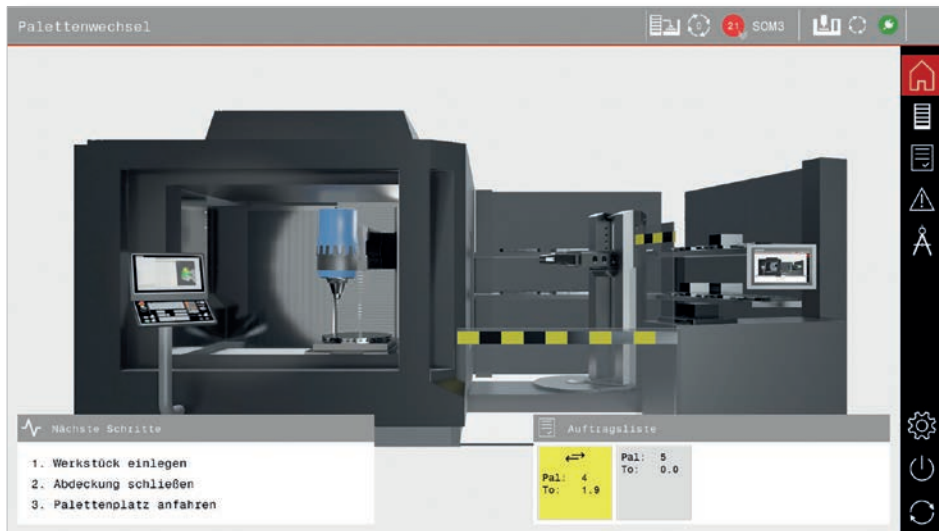 Palettenwechsel
0
21
SOM3
Nächste Schritte
1. Werkstück einlegen
2. Abdeckung schließen
3. Palettenplatz anfahren
Auftragsliste
Pal: 4
To: 1.9
Pal: 5
To: 0.0